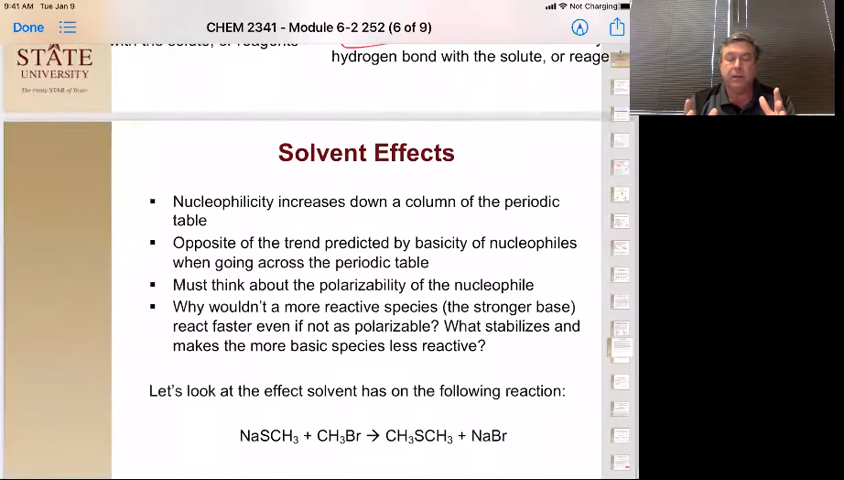 9:41 AM Tue Jan 9
Not Charging
Done
CHEM 2341 - Module 6-2 252 (6 of 9)
with the solute, or reagents
STATE
UNIVERSITY
hydrogen bond with the solute, or reage
Solvent Effects
▪ Nucleophilicity increases down a column of the periodic
table
▪ Opposite of the trend predicted by basicity of nucleophiles
when going across the periodic table
▪ Must think about the polarizability of the nucleophile
▪ Why wouldn't a more reactive species (the stronger base)
react faster even if not as polarizable? What stabilizes and
makes the more basic species less reactive?
Let's look at the effect solvent has on the following reaction:
NaSCH₃ + CH₃Br → CH₃SCH₃ + NaBr